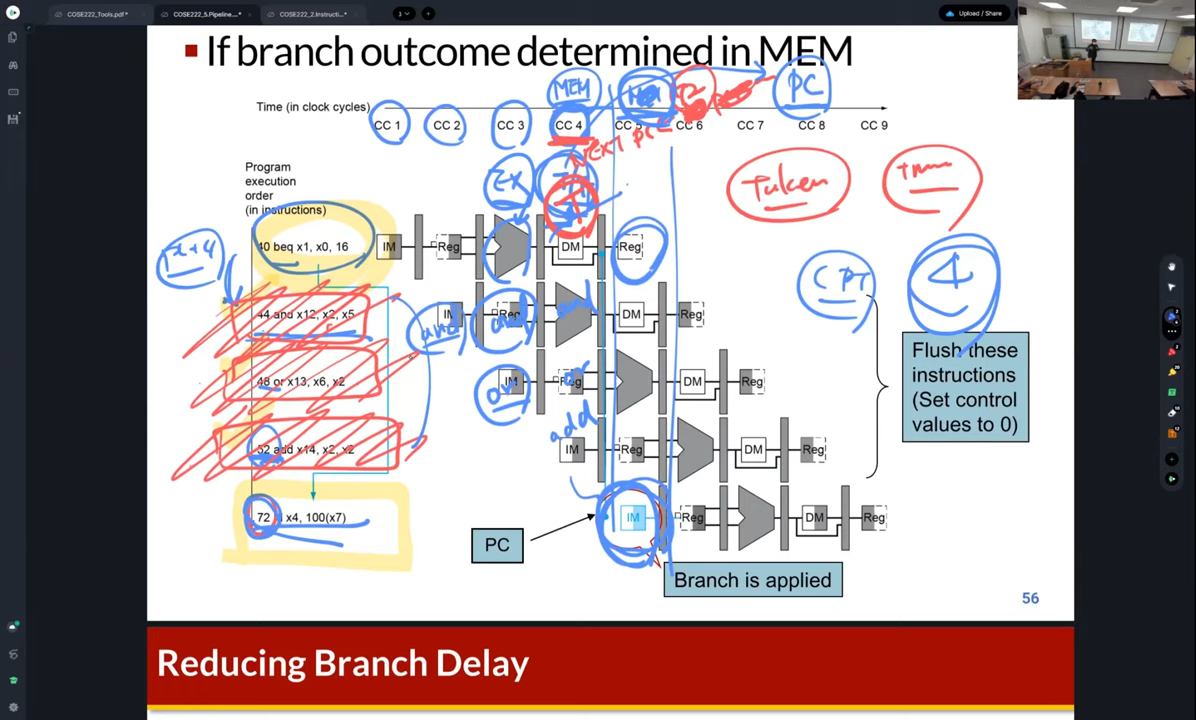 COSE222_Tools.pdf*
COSE222_5.Pipeline....*
COSE222_2.Instructi...*
3
Upload / Share
If branch outcome determined in MEM
MEM
PC
Time (in clock cycles)
CC 1 CC 2 CC 3 CC 4 CC 5 CC 6 CC 7 CC 8 CC 9
NEXT PC
Program
execution
order
(in instructions)
EX
Taken
40 beq x1, x0, 16
IM Reg DM Reg
44 and x12, x2, x5
IM Reg DM Reg
and and and
CPI 4
48 or x13, x6, x2
IM Reg DM Reg
or or
52 add x14, x2, x2
IM Reg DM Reg
add
72 x4, 100(x7)
IM Reg DM Reg
Flush these
instructions
(Set control
values to 0)
PC
Branch is applied
56
Reducing Branch Delay